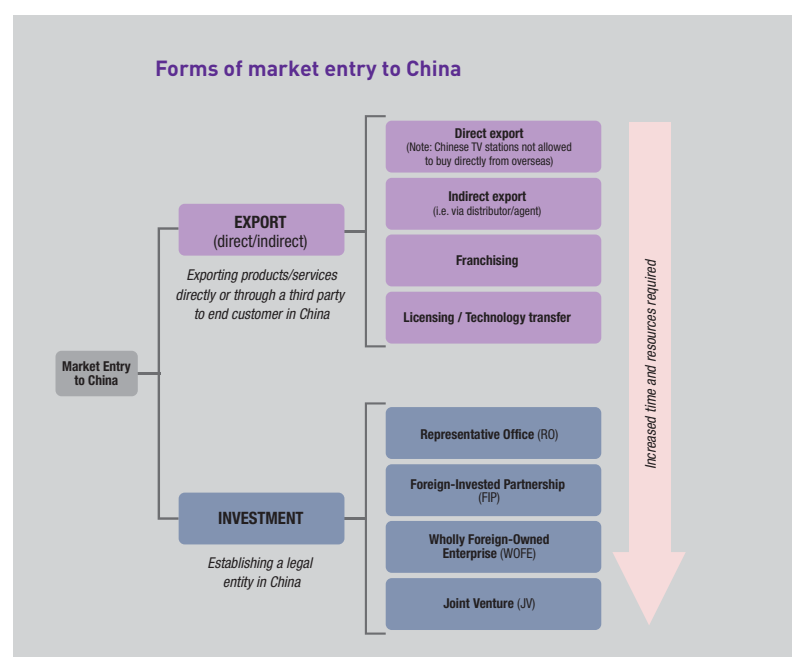 Forms of market entry to China
Direct export
(Note: Chinese TV stations not allowed
to buy directly from overseas)
Indirect export
(i.e. via distributor/agent)
EXPORT
(direct/indirect)
Franchising
Exporting products/services
directly or through a third party
to end customer in China
Licensing / Technology transfer
Market Entry
to China
Representative Office (RO)
Foreign-Invested Partnership
(FIP)
INVESTMENT
Wholly Foreign-Owned
Enterprise (WOFE)
Establishing a legal
entity in China
Joint Venture (JV)
Increased time and resources required